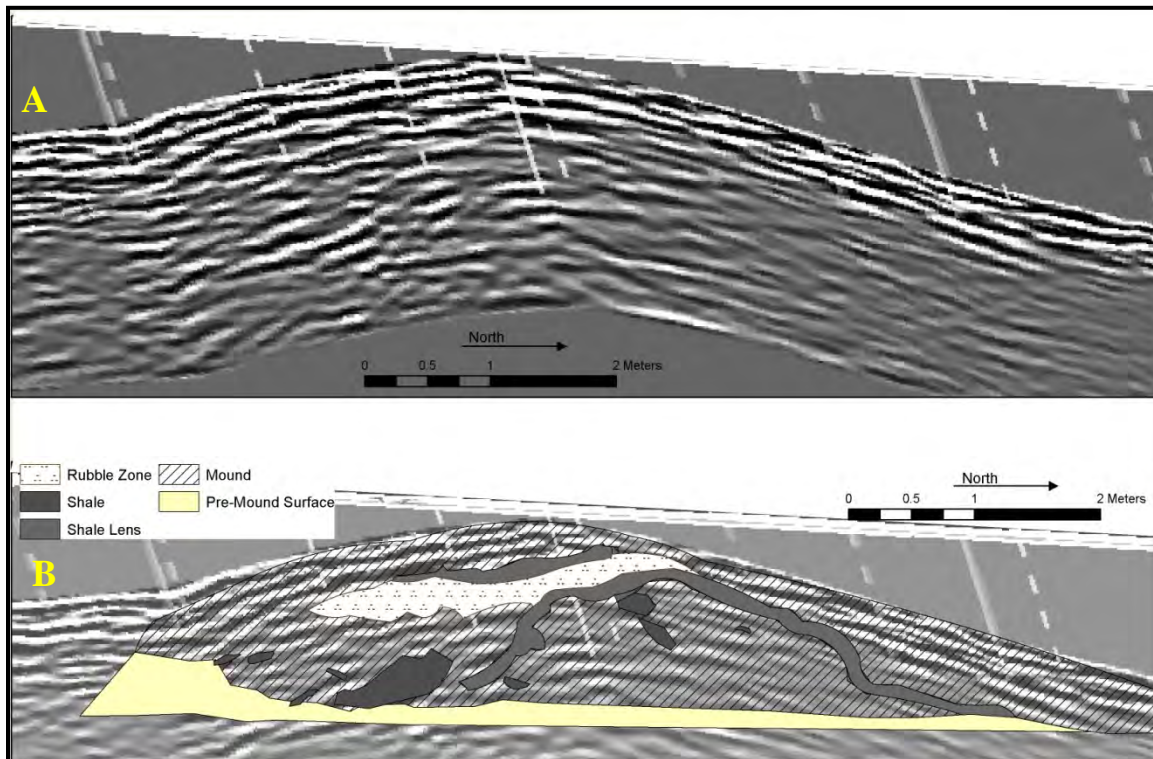 A
North
0 0.5 1 2 Meters
Rubble Zone Mound
Shale Pre-Mound Surface
Shale Lens
North
0 0.5 1 2 Meters
B